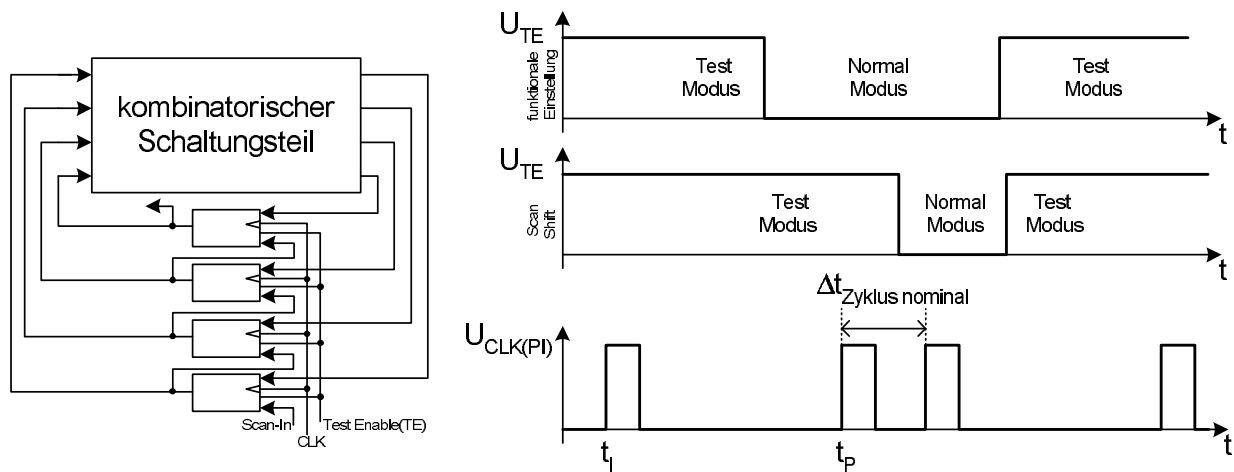 kombinatorischer
Schaltungsteil
Scan-In
CLK
Test Enable(TE)
U_TE
funktionale
Einstellung
Test
Modus
Normal
Modus
Test
Modus
t
U_TE
Scan
Shift
Test
Modus
Normal
Modus
Test
Modus
t
Δt_Zyklus nominal
U_CLK(PI)
t_I
t_P
t